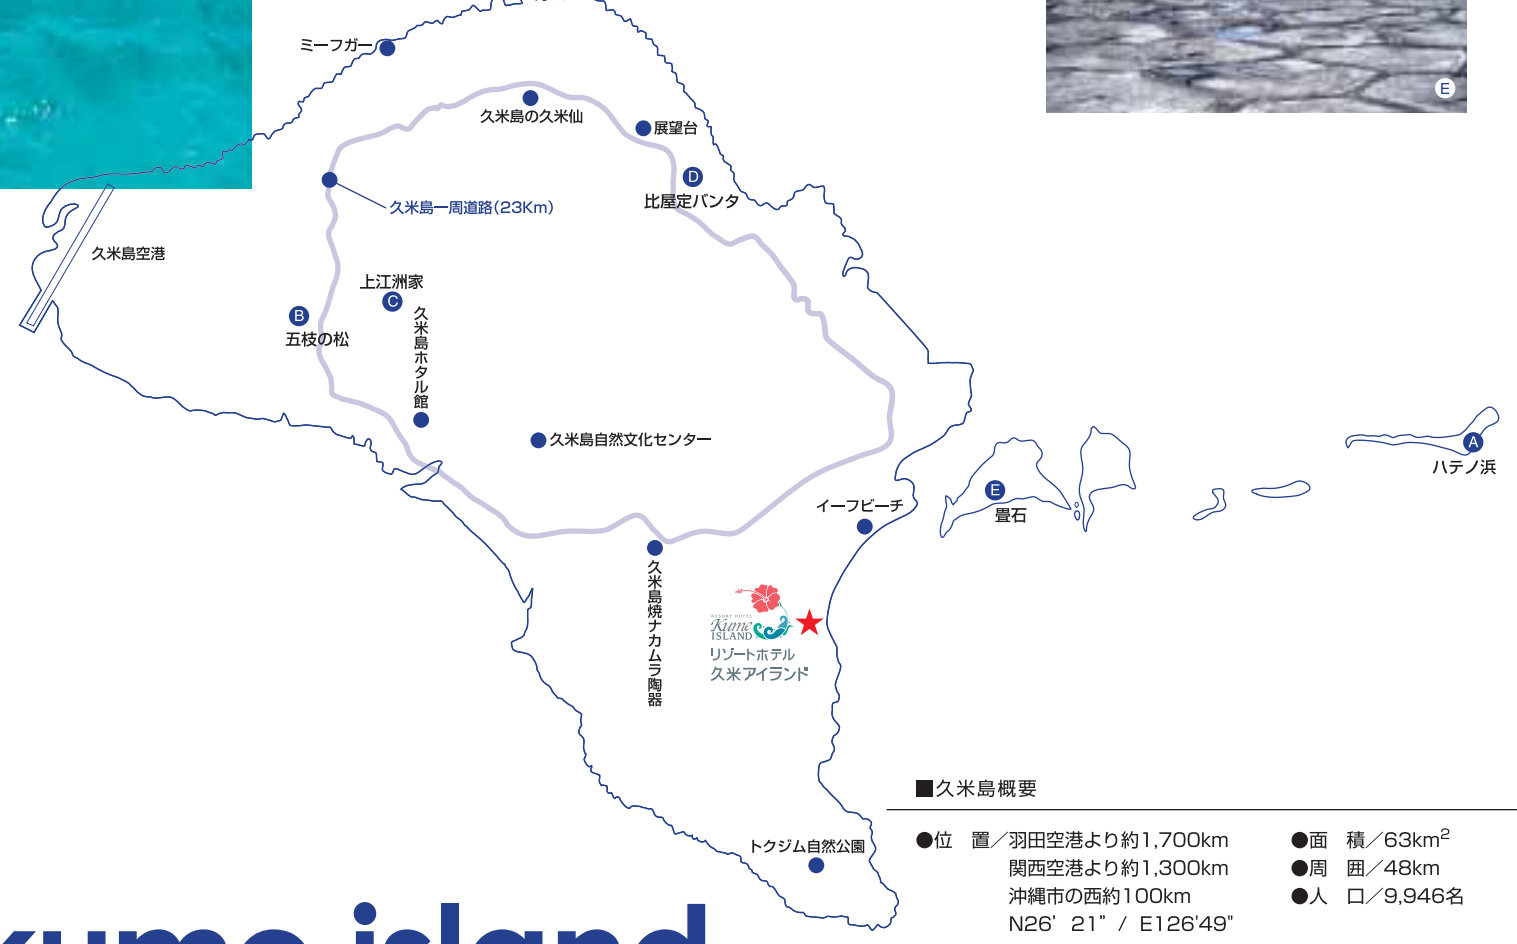 ミーフガー
久米島の久米仙
展望台
E
D
比屋定バンタ
久米島一周道路(23Km)
久米島空港
上江洲家
C
B
五枝の松
久米島ホタル館
久米島自然文化センター
A
ハテノ浜
E
畳石
イーフビーチ
久米島焼ナカムラ陶器
RESORT HOTEL
Kume
ISLAND
リゾートホテル
久米アイランド
トクジム自然公園
■久米島概要
●位　置／羽田空港より約1,700km
関西空港より約1,300km
沖縄市の西約100km
N26’ 21” / E126'49"
●面　積／63km²
●周　囲／48km
●人　口／9,946名
kume island